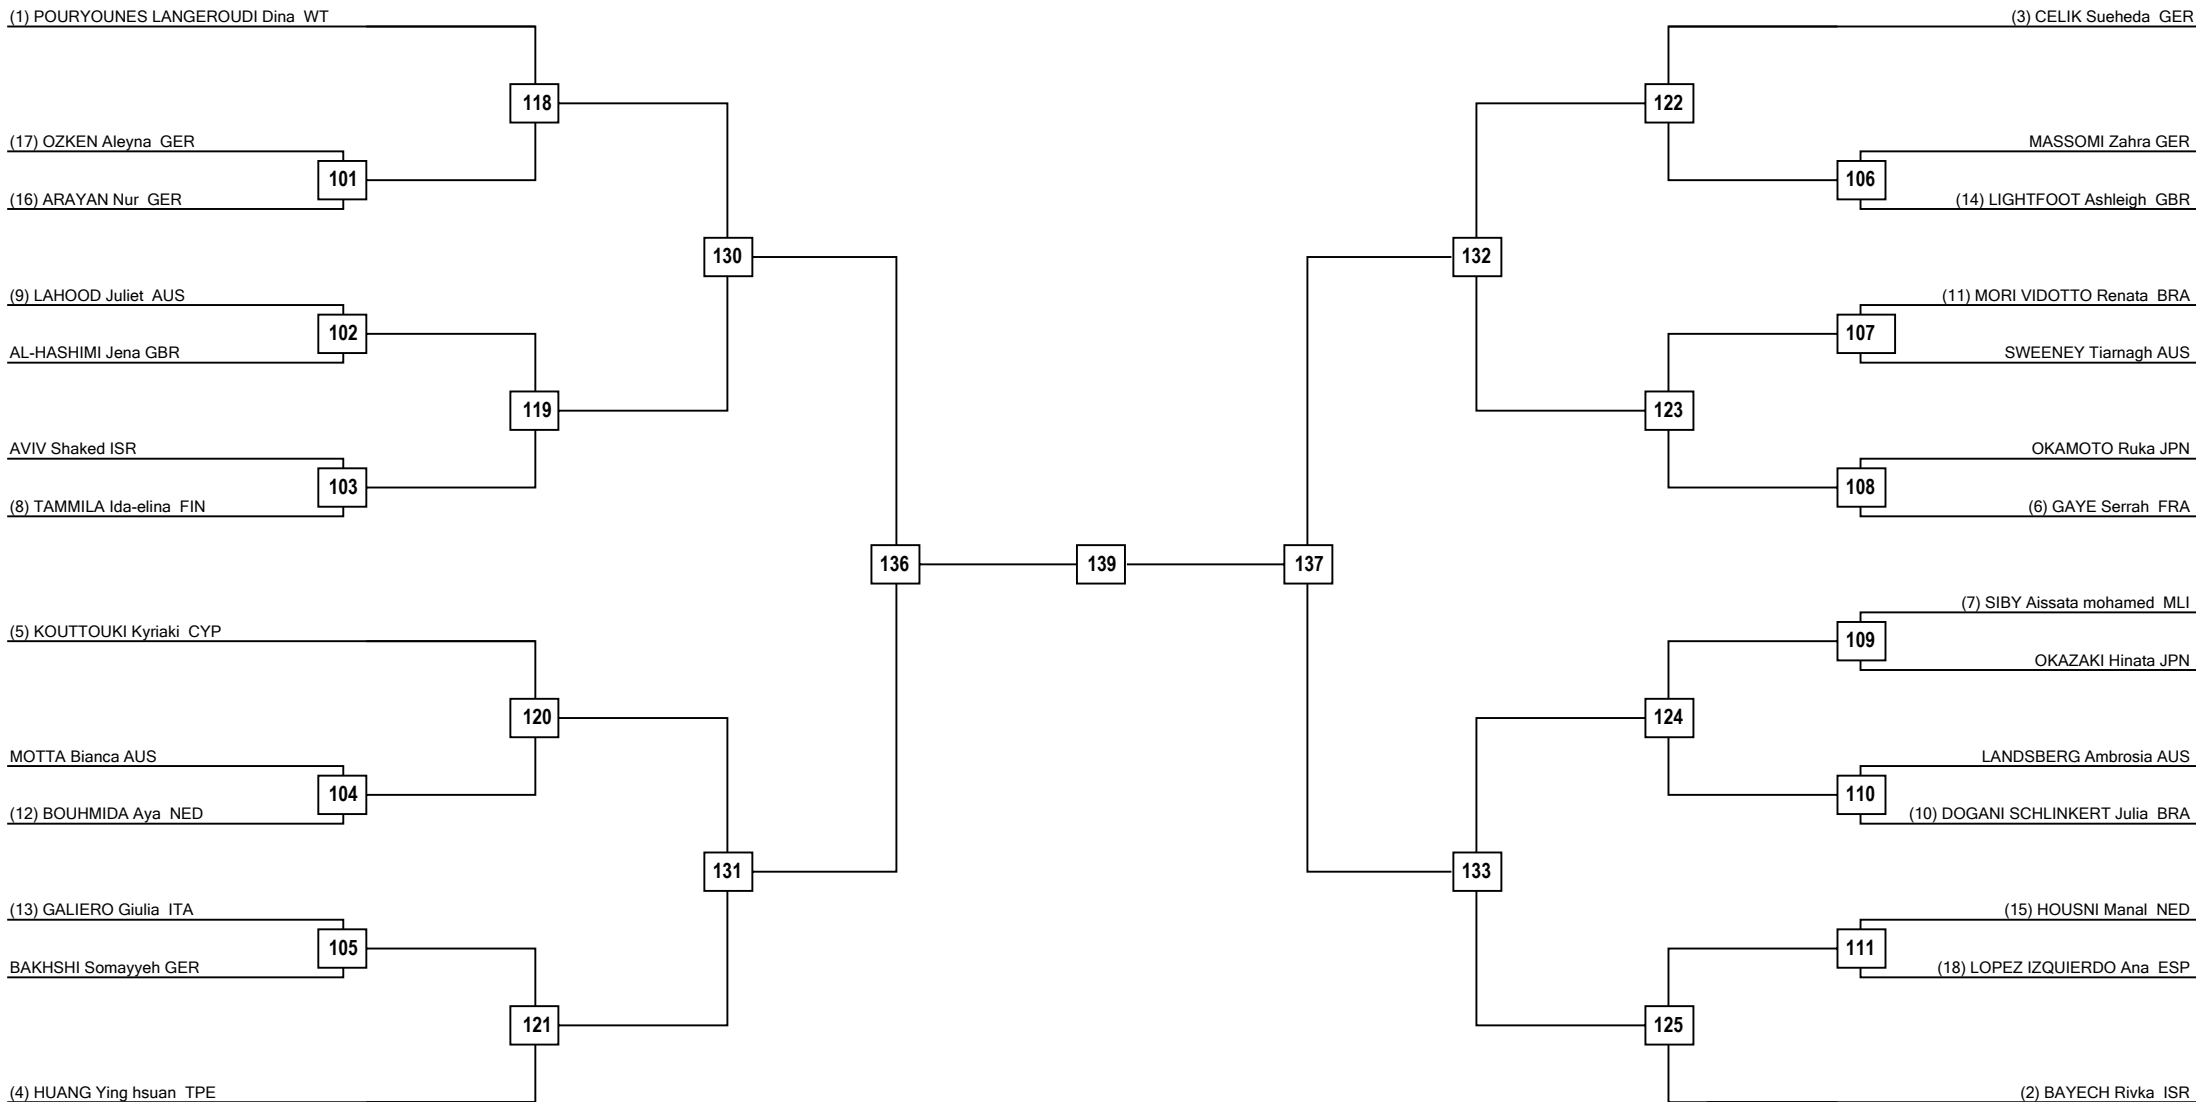 (1) POURYOUNES LANGEROUDI Dina  WT
(3) CELIK Sueheda  GER
118
122
(17) OZKEN Aleyna  GER
MASSOMI Zahra GER
101
106
(16) ARAYAN Nur  GER
(14) LIGHTFOOT Ashleigh  GBR
130
132
(9) LAHOOD Juliet  AUS
(11) MORI VIDOTTO Renata  BRA
102
107
AL-HASHIMI Jena GBR
SWEENEY Tiarnagh AUS
119
123
AVIV Shaked ISR
OKAMOTO Ruka JPN
103
108
(8) TAMMILA Ida-elina  FIN
(6) GAYE Serrah  FRA
136
139
137
(5) KOUTTOUKI Kyriaki  CYP
(7) SIBY Aissata mohamed  MLI
109
OKAZAKI Hinata JPN
120
124
MOTTA Bianca AUS
LANDSBERG Ambrosia AUS
104
110
(12) BOUHMIDA Aya  NED
(10) DOGANI SCHLINKERT Julia  BRA
131
133
(13) GALIERO Giulia  ITA
(15) HOUSNI Manal  NED
105
111
BAKHSHI Somayyeh GER
(18) LOPEZ IZQUIERDO Ana  ESP
121
125
(4) HUANG Ying hsuan  TPE
(2) BAYECH Rivka  ISR